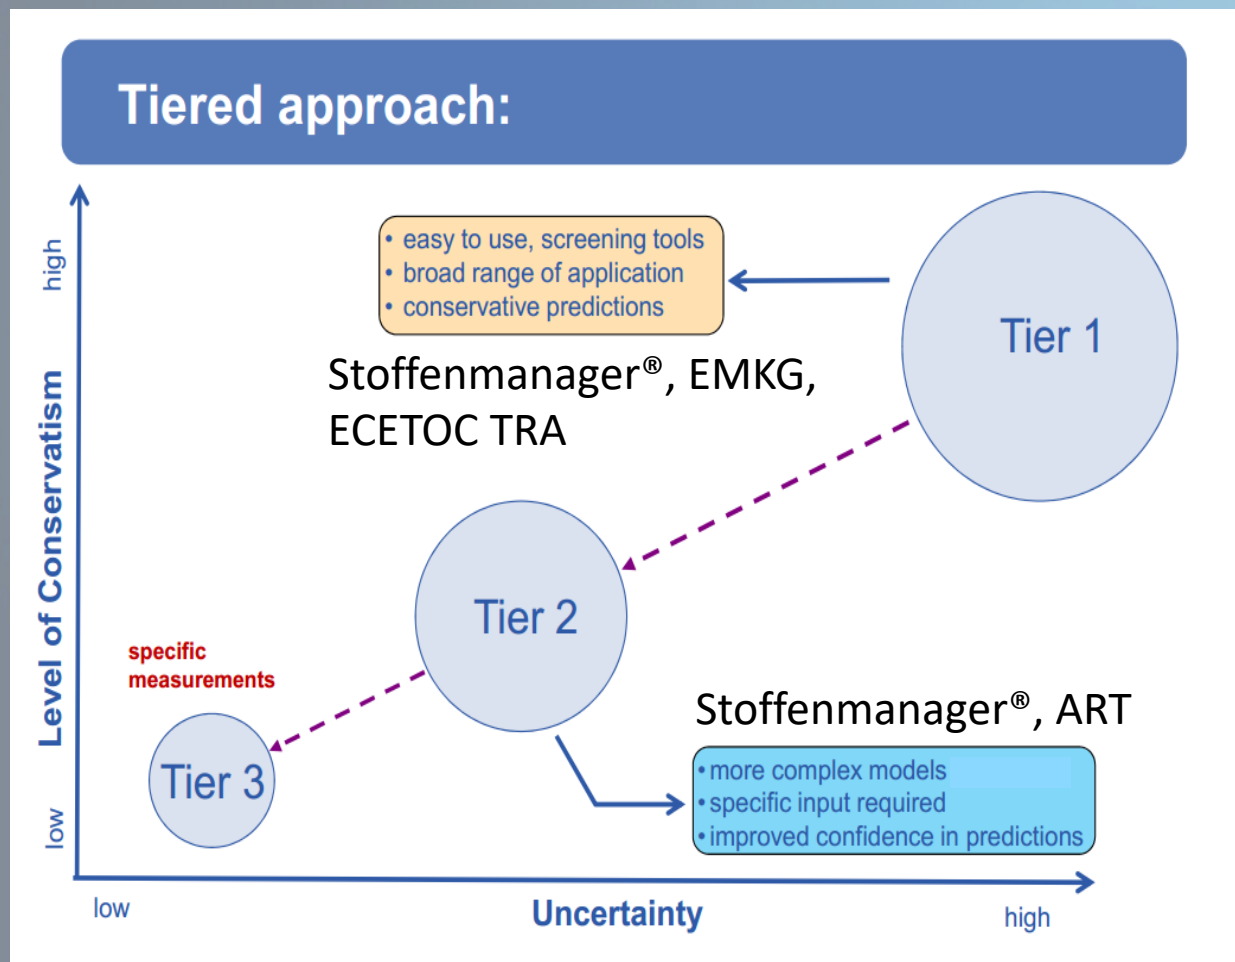 Tiered approach:
high
Level of Conservatism
low
• easy to use, screening tools
• broad range of application
• conservative predictions
Stoffenmanager®, EMKG,
ECETOC TRA
Tier 1
Tier 2
specific
measurements
Tier 3
Stoffenmanager®, ART
• more complex models
• specific input required
• improved confidence in predictions
low
Uncertainty
high